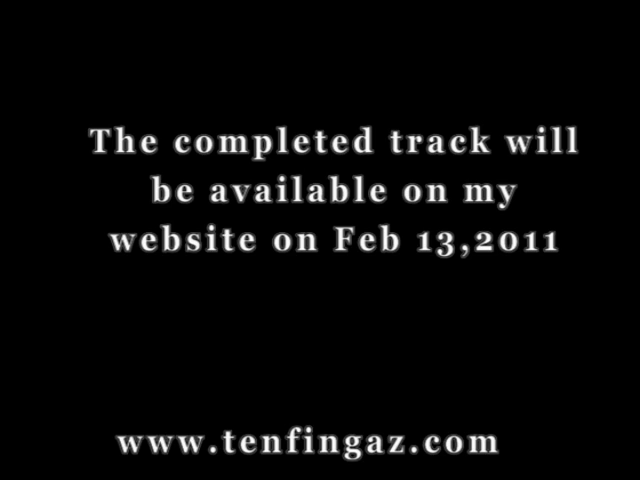 The completed track will
be available on my
website on Feb 13,2011
www.tenfingaz.com